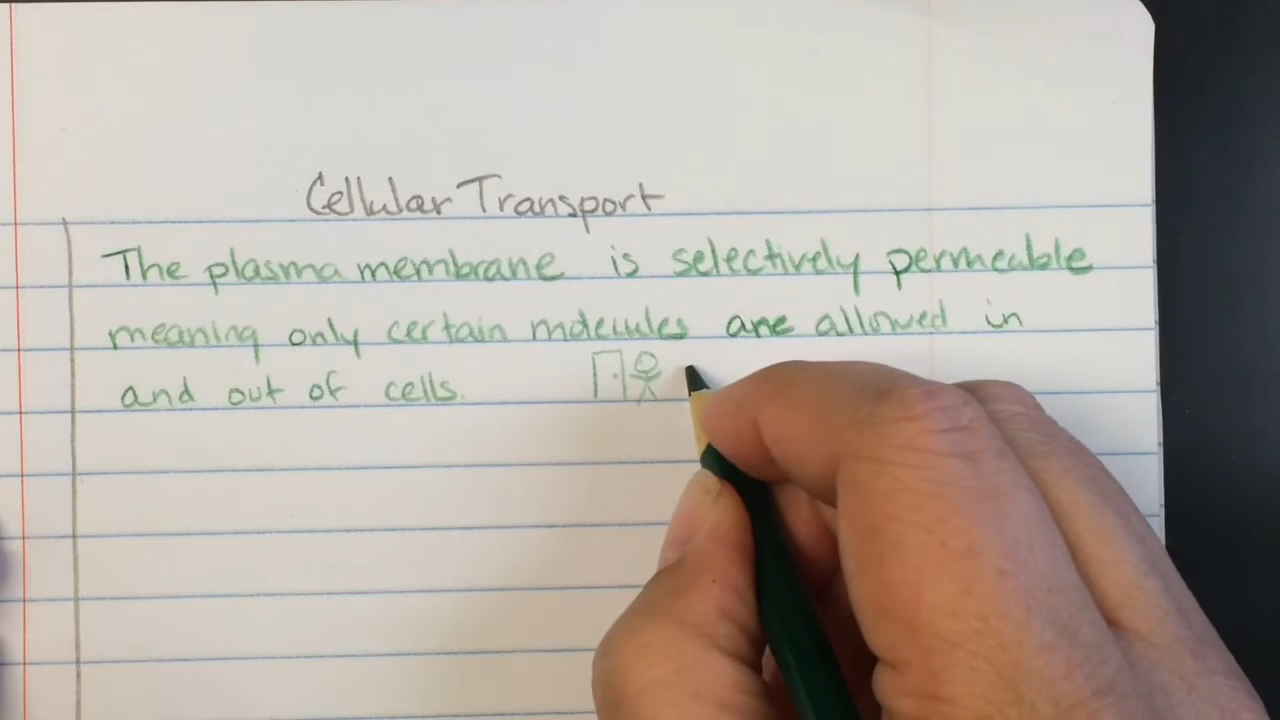 Cellular Transport
The plasma membrane is selectively permeable
meaning only certain molecules are allowed in
and out of cells.